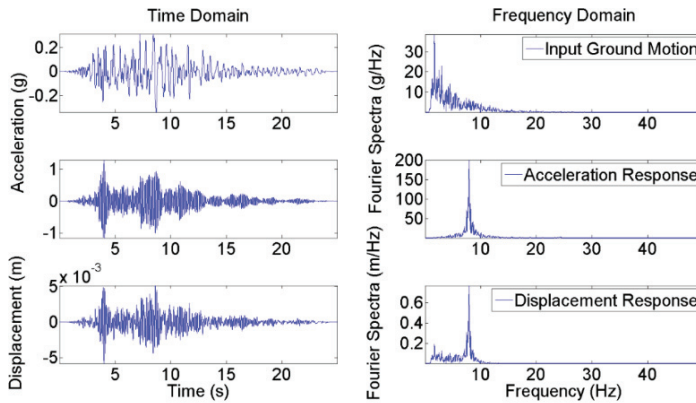 Time Domain
Acceleration (g)
0.2
0
-0.2
5 10 15 20
1
0
-1
5 10 15 20
Displacement (m)
5 x 10^-3
0
-5
5 10 15 20
Time (s)
Frequency Domain
Fourier Spectra (g/Hz)
Input Ground Motion
30
20
10
10 20 30 40
Acceleration Response
200
150
100
50
10 20 30 40
Fourier Spectra (m/Hz)
Displacement Response
0.6
0.4
0.2
10 20 30 40
Frequency (Hz)